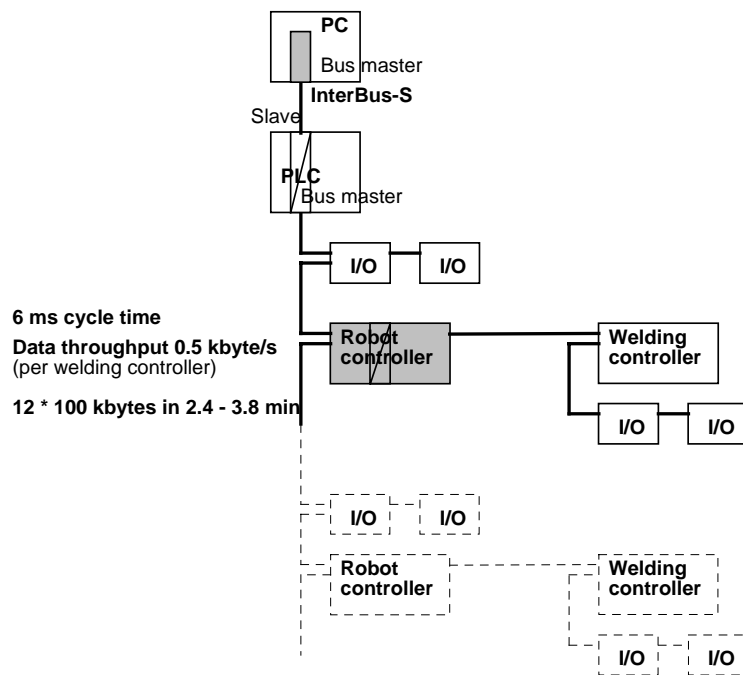 PC
Bus master
InterBus-S
Slave
PLC
Bus master
I/O I/O
6 ms cycle time
Data throughput 0.5 kbyte/s
(per welding controller)
12 * 100 kbytes in 2.4 - 3.8 min
Robot
controller
Welding
controller
I/O I/O
I/O I/O
Robot
controller
Welding
controller
I/O I/O